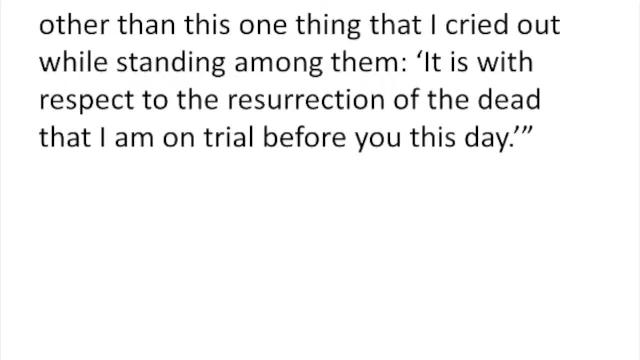 other than this one thing that I cried out
while standing among them: ‘It is with
respect to the resurrection of the dead
that I am on trial before you this day.’”